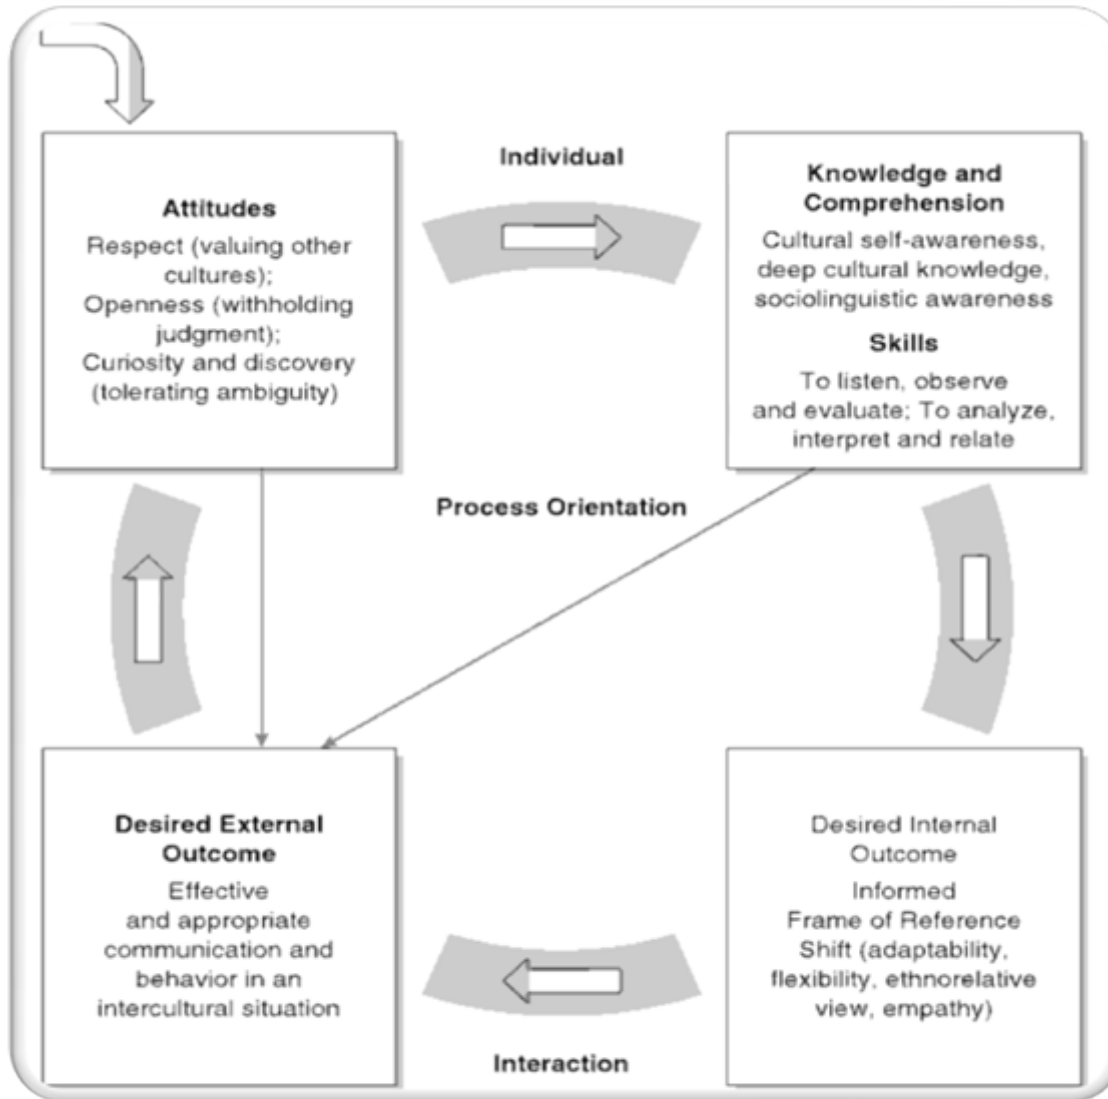 Individual
Attitudes
Respect (valuing other
cultures);
Openness (withholding
judgment);
Curiosity and discovery
(tolerating ambiguity)
Knowledge and
Comprehension
Cultural self-awareness,
deep cultural knowledge,
sociolinguistic awareness
Skills
To listen, observe
and evaluate; To analyze,
interpret and relate
Process Orientation
Desired External
Outcome
Effective
and appropriate
communication and
behavior in an
intercultural situation
Desired Internal
Outcome
Informed
Frame of Reference
Shift (adaptability,
flexibility, ethnorelative
view, empathy)
Interaction